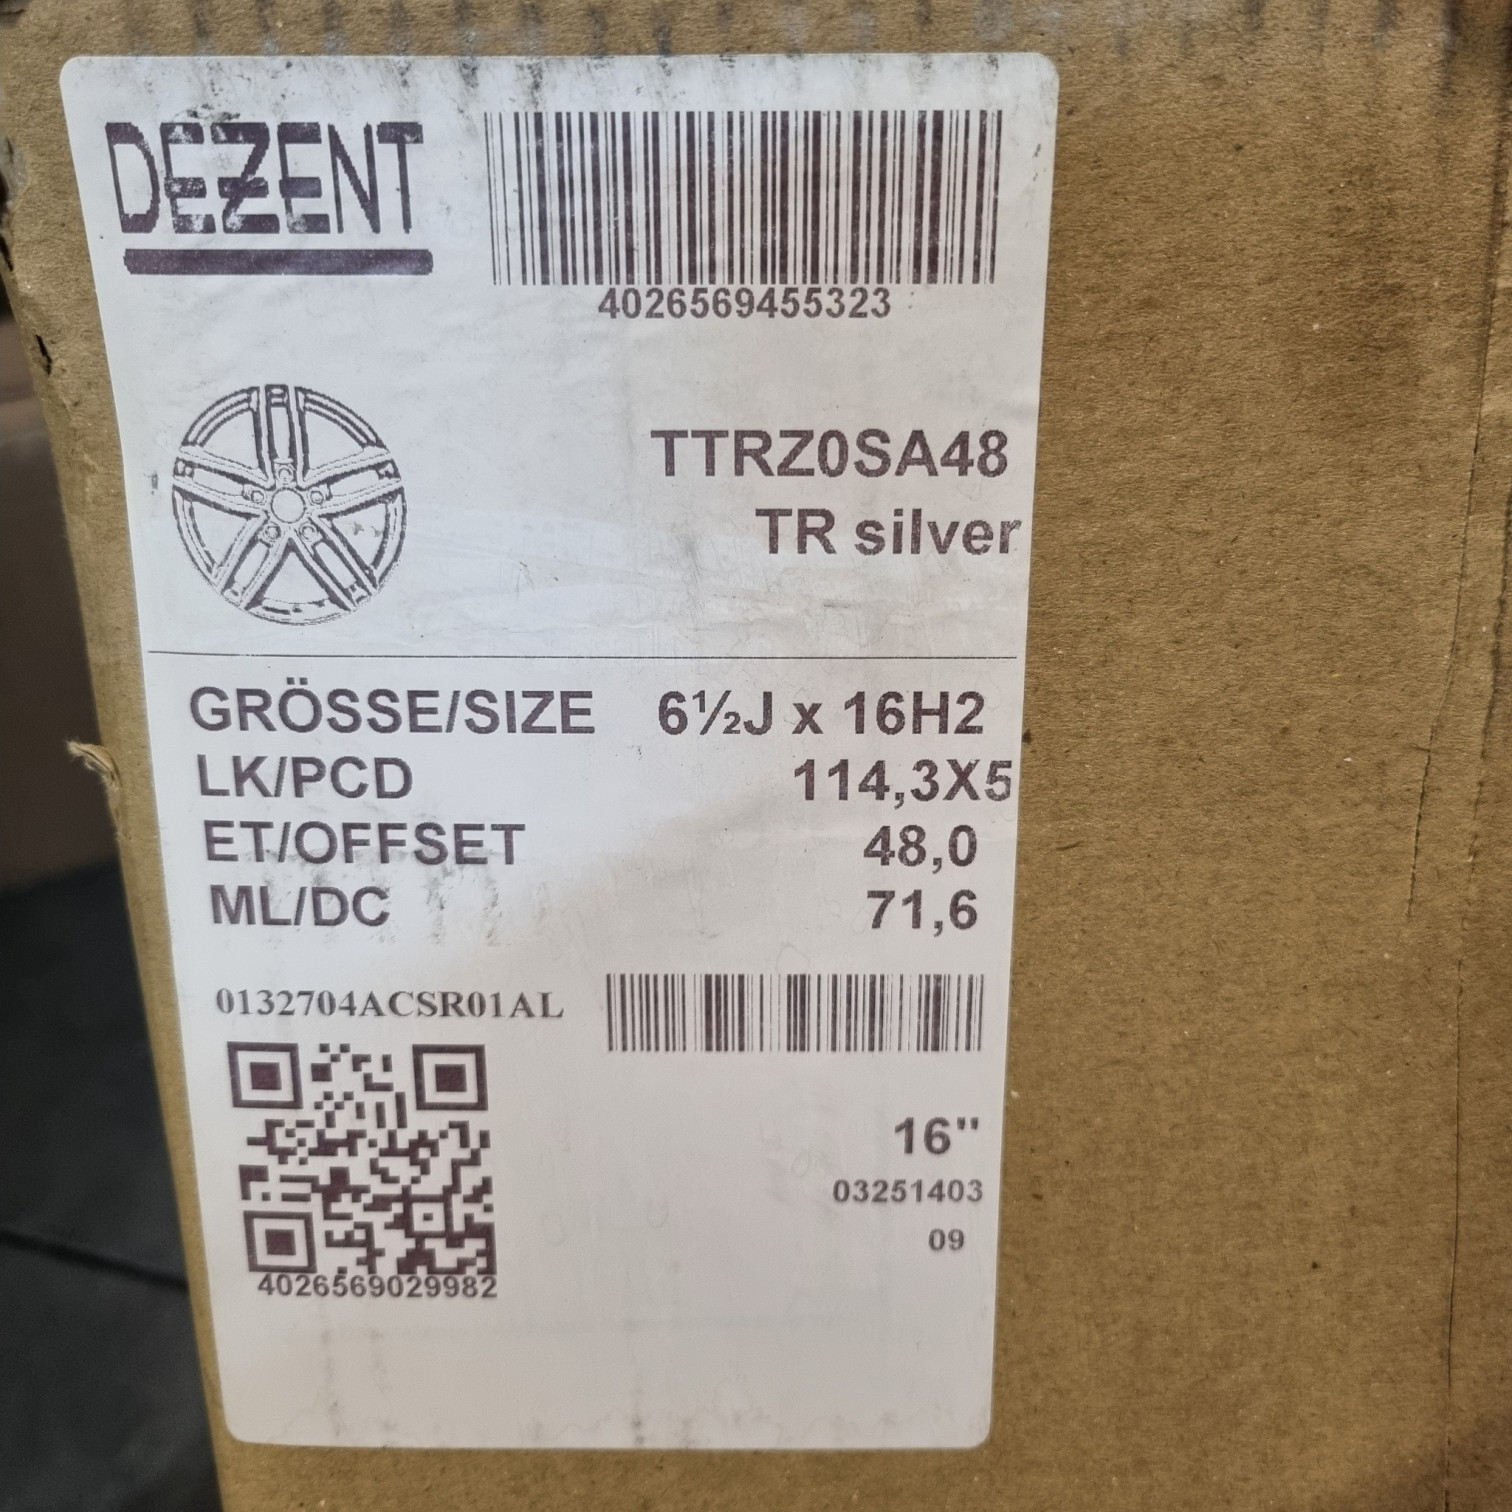 DEZENT
4026569455323
TTRZ0SA48
TR silver
GRÖSSE/SIZE 6½J x 16H2
LK/PCD 114,3X5
ET/OFFSET 48,0
ML/DC 71,6
0132704ACSR01AL
16"
03251403
09
4026569029982